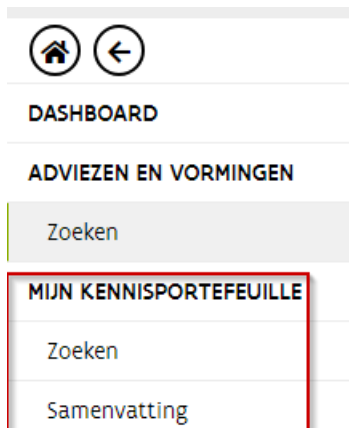 DASHBOARD
ADVIEZEN EN VORMINGEN
Zoeken
MIJN KENNISPORTEFEUILLE
Zoeken
Samenvatting